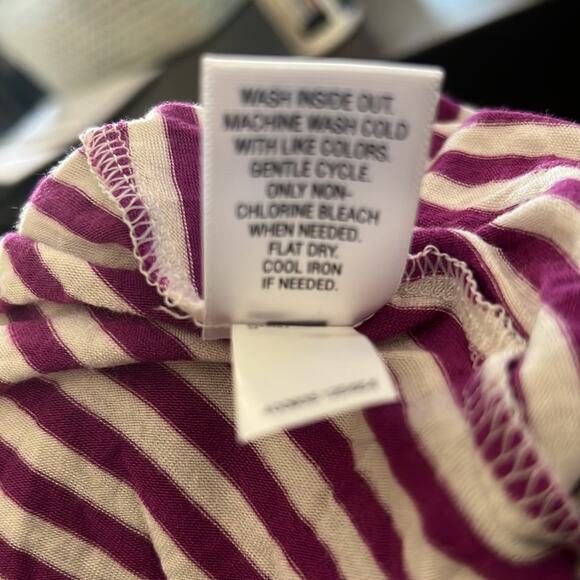 WASH INSIDE OUT.
MACHINE WASH COLD
WITH LIKE COLORS.
GENTLE CYCLE.
ONLY NON-
CHLORINE BLEACH
WHEN NEEDED.
FLAT DRY.
COOL IRON
IF NEEDED.